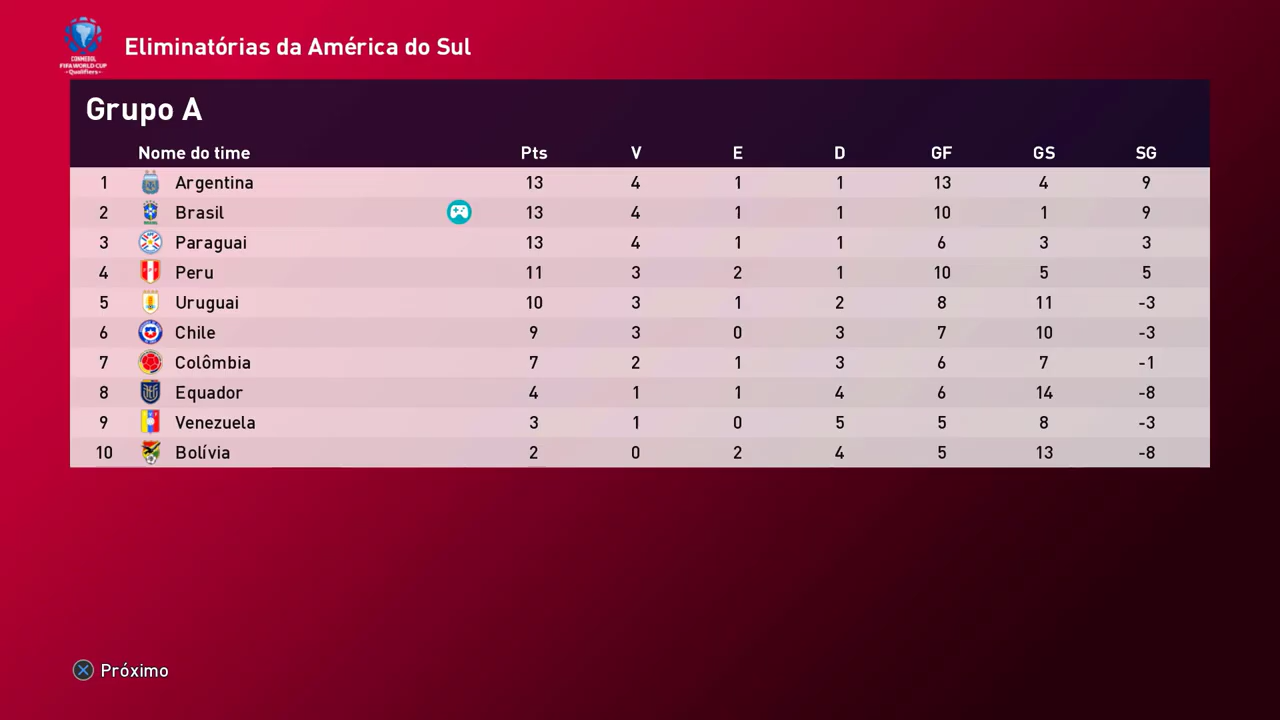 CONMEBOL
FIFA WORLD CUP
Qualifiers
Eliminatórias da América do Sul
Grupo A
Nome do time Pts V E D GF GS SG
1 Argentina 13 4 1 1 13 4 9
2 Brasil 13 4 1 1 10 1 9
3 Paraguai 13 4 1 1 6 3 3
4 Peru 11 3 2 1 10 5 5
5 Uruguai 10 3 1 2 8 11 -3
6 Chile 9 3 0 3 7 10 -3
7 Colômbia 7 2 1 3 6 7 -1
8 Equador 4 1 1 4 6 14 -8
9 Venezuela 3 1 0 5 5 8 -3
10 Bolívia 2 0 2 4 5 13 -8
Próximo